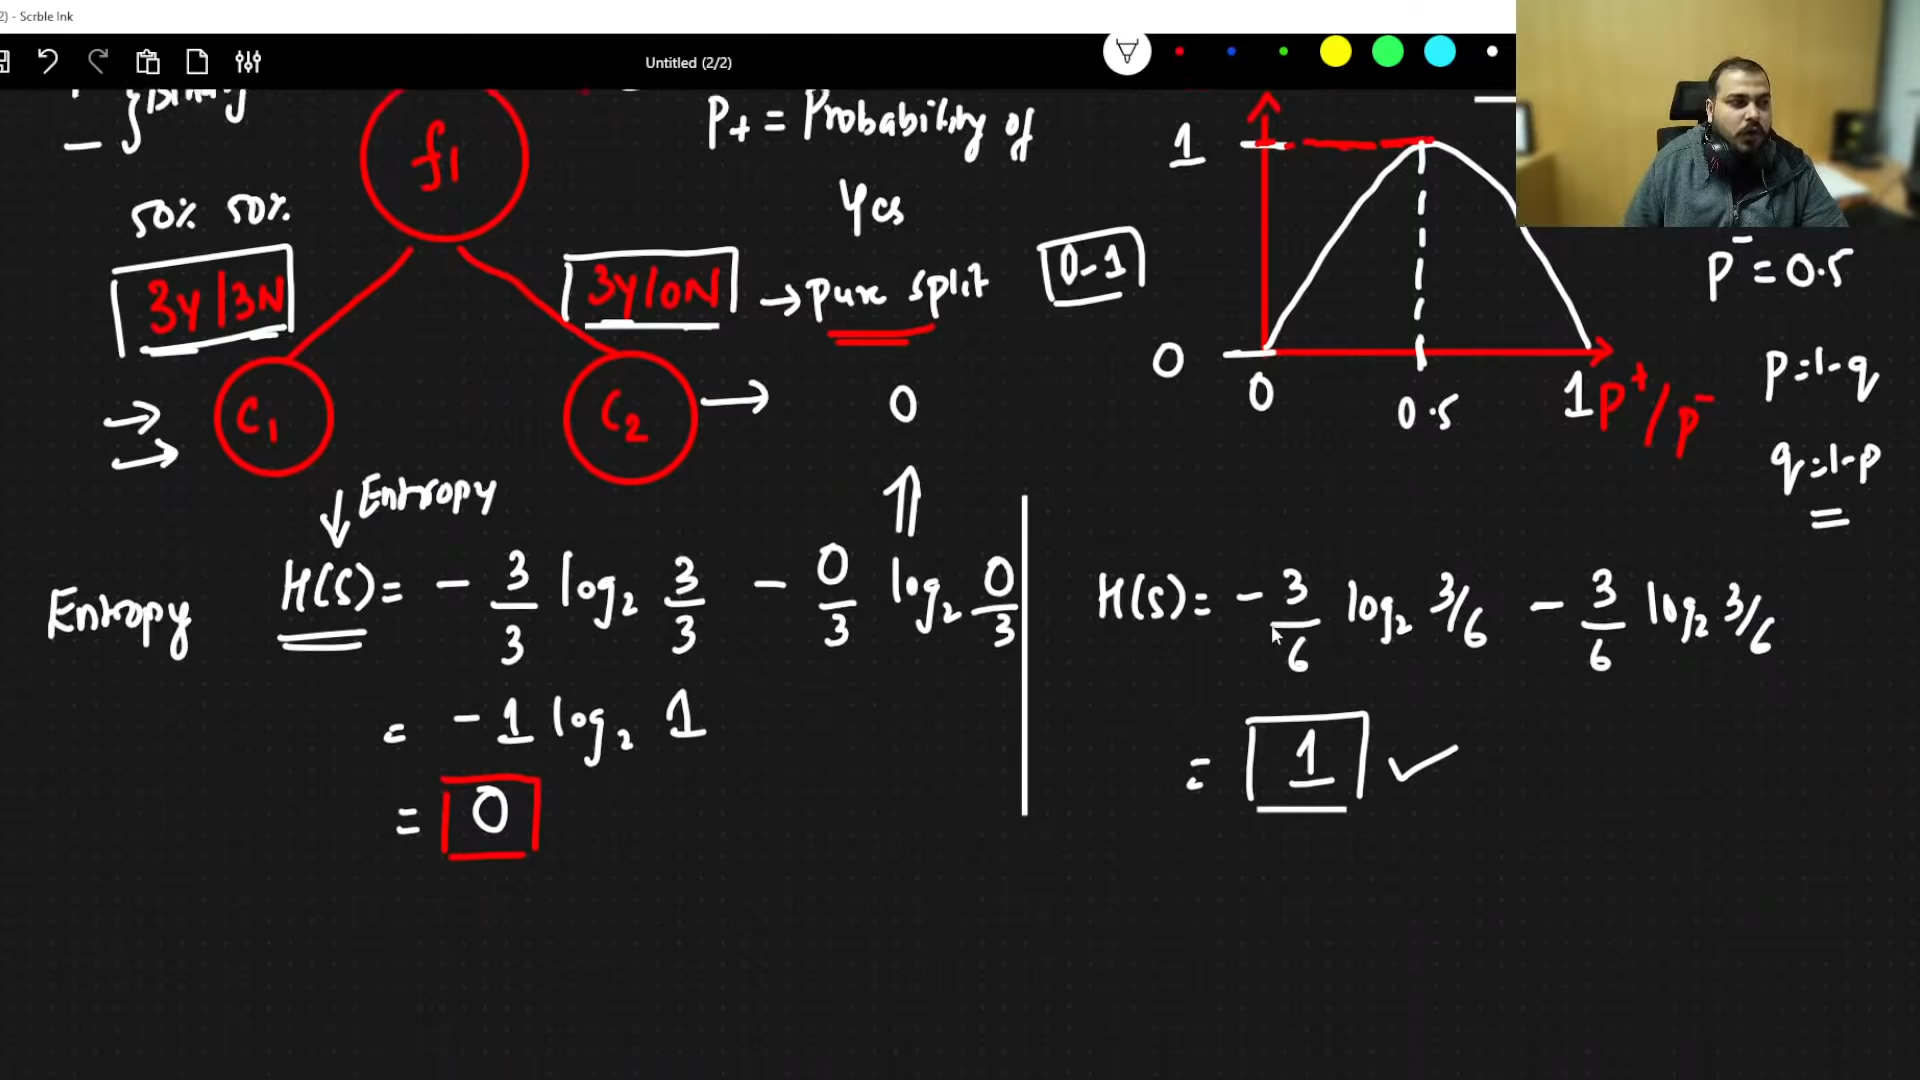 2) - Scrble Ink
Untitled (2/2)
f1
P+ = Probability of
Yes
50% 50%
3Y|3N
3Y|0N → pure split
0-1
C1
C2 → 0
1
0
0 0.5 1 P+/P-
P- = 0.5
P=1-q
q=1-p
↓ Entropy
Entropy H(S) = - 3/3 log2 3/3 - 0/3 log2 0/3
= -1 log2 1
= 0
H(S) = - 3/6 log2 3/6 - 3/6 log2 3/6
= 1 ✓